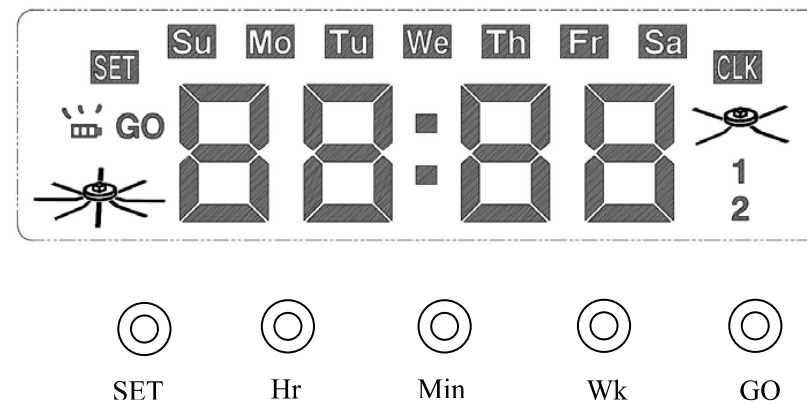 Su Mo Tu We Th Fr Sa
SET CLK
GO 88:88
1
2
SET Hr Min Wk GO